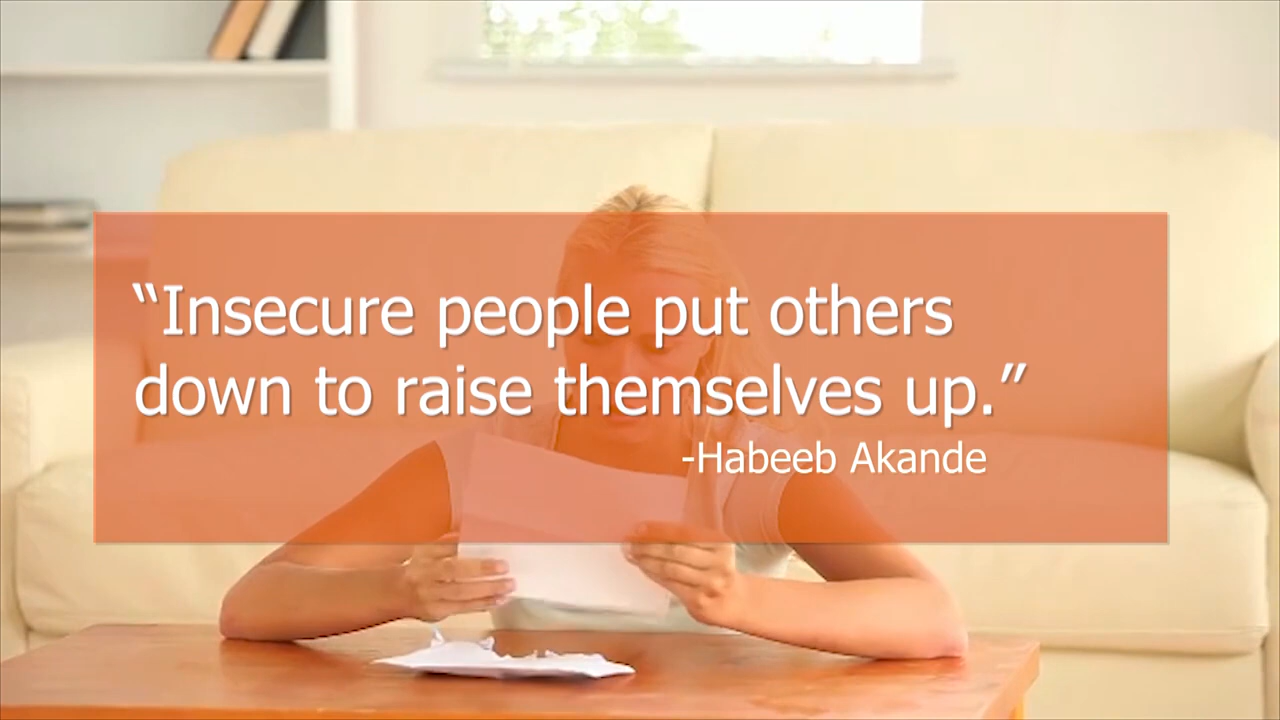 “Insecure people put others
down to raise themselves up.”
-Habeeb Akande